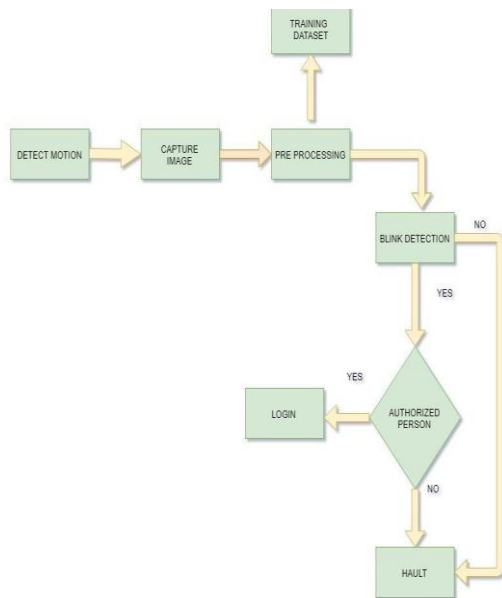 TRAINING
DATASET
DETECT MOTION
CAPTURE
IMAGE
PRE PROCESSING
BLINK DETECTION
NO
YES
YES
LOGIN
AUTHORIZED
PERSON
NO
HAULT